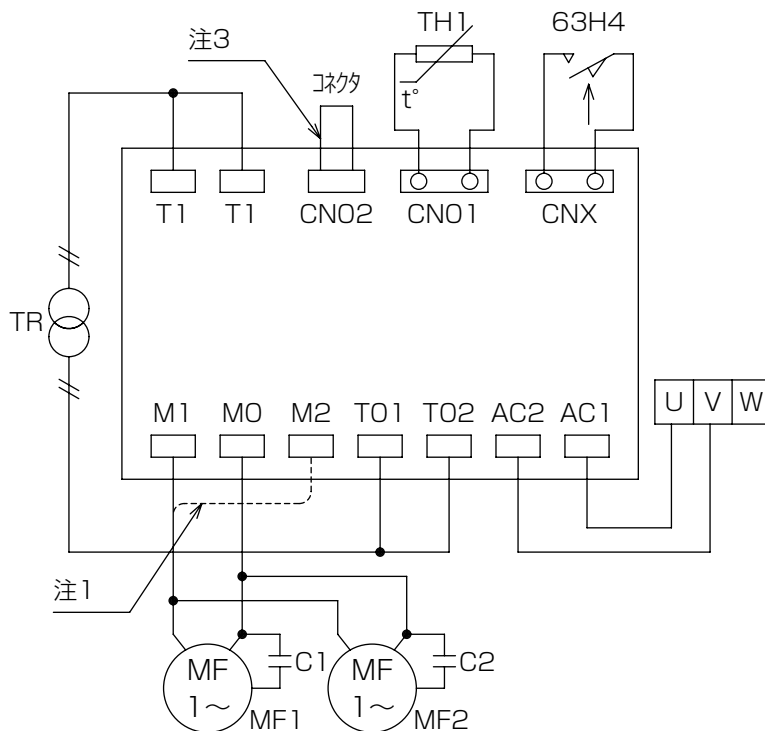 注3
TH1
63H4
コネクタ
t°
T1
T1
CN02
CN01
CNX
TR
M1
M0
M2
T01
T02
AC2
AC1
U
V
W
注1
MF
1～
C1
MF1
MF
1～
C2
MF2